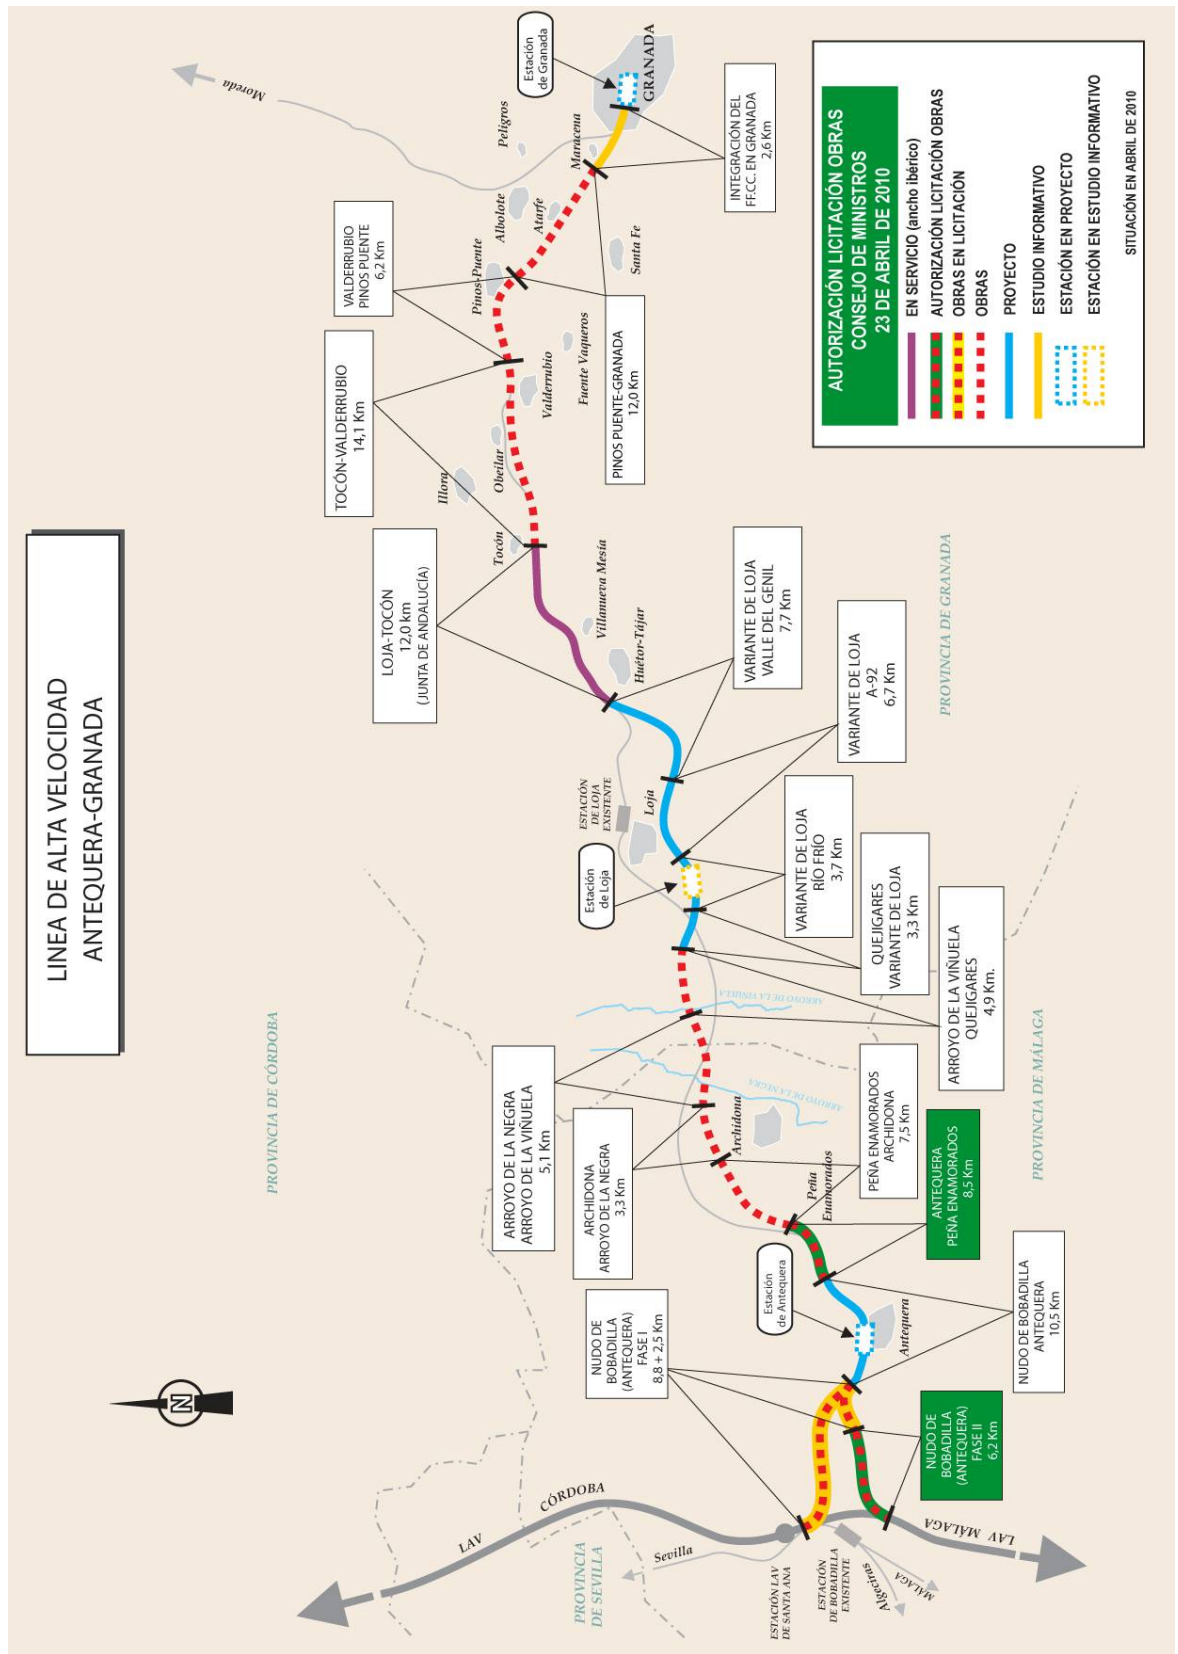 LINEA DE ALTA VELOCIDAD
ANTEQUERA-GRANADA
PROVINCIA DE CÓRDOBA
PROVINCIA
DE SEVILLA
PROVINCIA DE MÁLAGA
PROVINCIA DE GRANADA
N
LAV
CÓRDOBA
LAV MÁLAGA
Sevilla
Algeciras
MÁLAGA
ESTACIÓN LAV
DE SANTA ANA
ESTACIÓN
DE BOBADILLA
EXISTENTE
NUDO DE
BOBADILLA
(ANTEQUERA)
FASE I
8,8 + 2,5 Km
NUDO DE
BOBADILLA
(ANTEQUERA)
FASE II
6,2 Km
NUDO DE BOBADILLA
ANTEQUERA
10,5 Km
Antequera
Estación
de Antequera
ANTEQUERA
PEÑA ENAMORADOS
8,5 Km
Peña
Enamorados
PEÑA ENAMORADOS
ARCHIDONA
7,5 Km
Archidona
ARCHIDONA
ARROYO DE LA NEGRA
3,3 Km
ARROYO DE LA NEGRA
ARROYO DE LA NEGRA
ARROYO DE LA VIÑUELA
5,1 Km
ARROYO DE LA VIÑUELA
ARROYO DE LA VIÑUELA
QUEJIGARES
4,9 Km.
QUEJIGARES
VARIANTE DE LOJA
3,3 Km
VARIANTE DE LOJA
RÍO FRÍO
3,7 Km
Estación
de Loja
ESTACIÓN
DE LOJA
EXISTENTE
Loja
VARIANTE DE LOJA
A-92
6,7 Km
VARIANTE DE LOJA
VALLE DEL GENIL
7,7 Km
Huétor-Tájar
Villanueva Mesía
LOJA-TOCÓN
12,0 km
(JUNTA DE ANDALUCÍA)
Tocón
Illora
Obeilar
TOCÓN-VALDERRUBIO
14,1 Km
Valderrubio
Fuente Vaqueros
VALDERRUBIO
PINOS PUENTE
6,2 Km
Pinos-Puente
PINOS PUENTE-GRANADA
12,0 Km
Santa Fe
Albolote
Atarfe
Peligros
Maracena
Moreda
Estación
de Granada
GRANADA
INTEGRACIÓN DEL
FF.CC. EN GRANADA
2,6 Km
AUTORIZACIÓN LICITACIÓN OBRAS
CONSEJO DE MINISTROS
23 DE ABRIL DE 2010
EN SERVICIO (ancho ibérico)
AUTORIZACIÓN LICITACIÓN OBRAS
OBRAS EN LICITACIÓN
OBRAS
PROYECTO
ESTUDIO INFORMATIVO
ESTACIÓN EN PROYECTO
ESTACIÓN EN ESTUDIO INFORMATIVO
SITUACIÓN EN ABRIL DE 2010